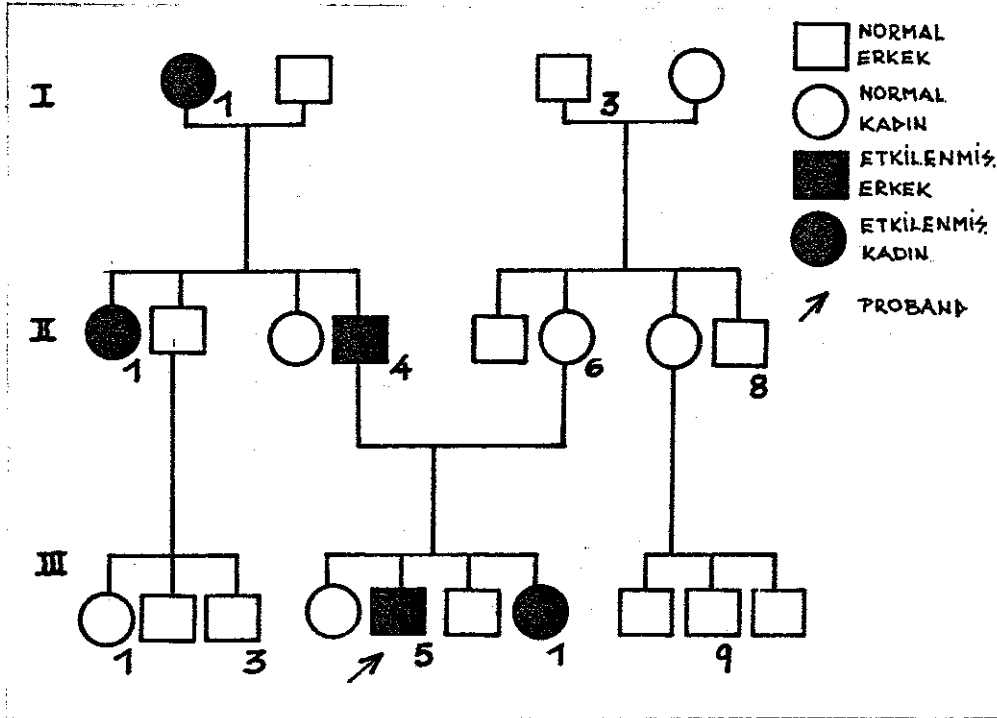 I
1
3
NORMAL
ERKEK
NORMAL
KADIN
ETKİLENMİŞ
ERKEK
ETKİLENMİŞ
KADIN
PROBAND
II
1
4
6
8
III
1
3
5
1
9